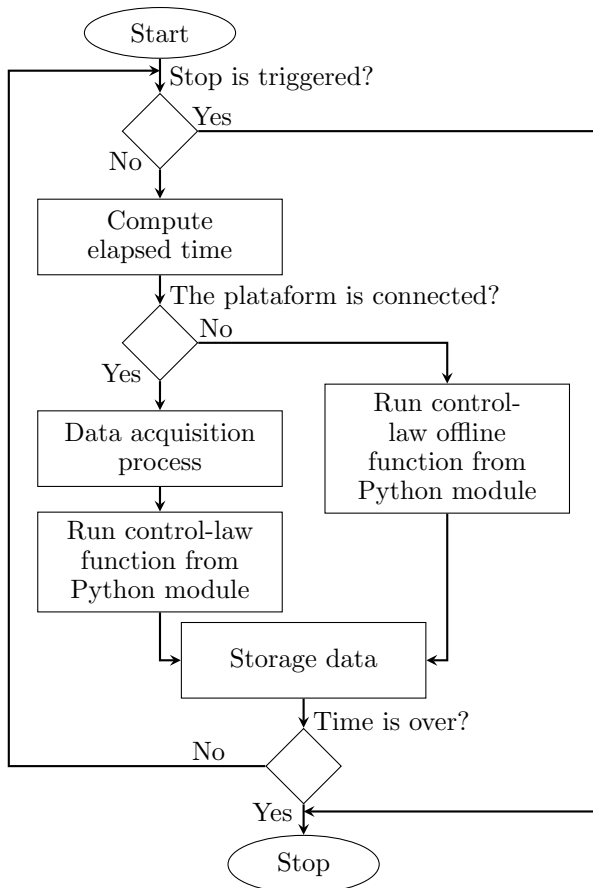 Start
Stop is triggered?
Yes
No
Compute
elapsed time
The plataform is connected?
No
Yes
Data acquisition
process
Run control-
law offline
function from
Python module
Run control-law
function from
Python module
Storage data
Time is over?
No
Yes
Stop